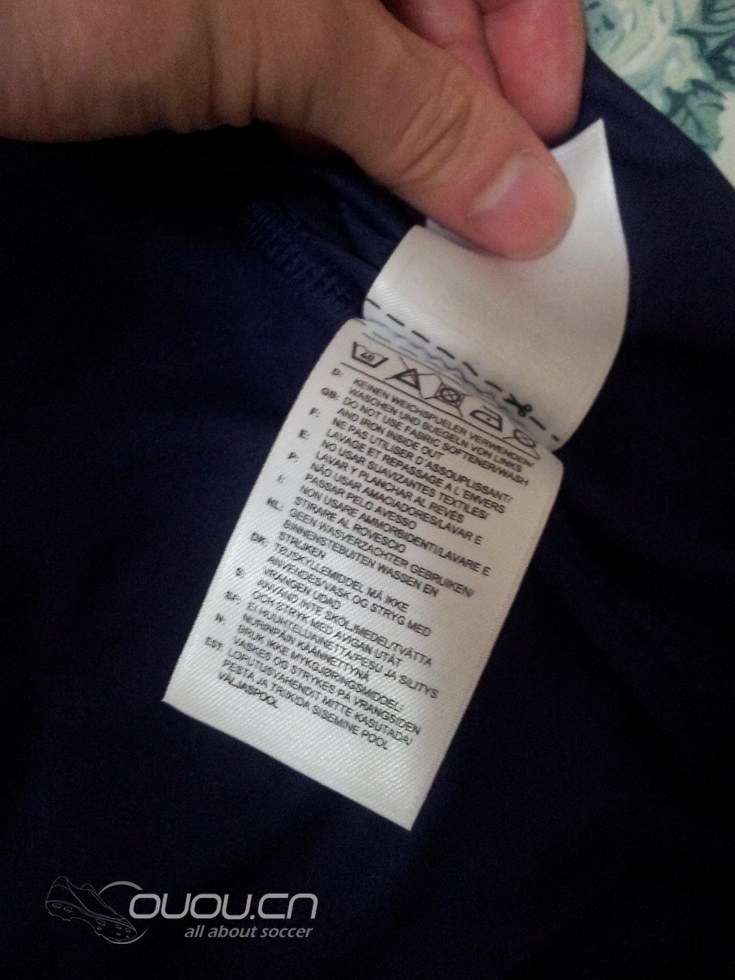 D: KEINEN WEICHSPUELER VERWENDEN/
WASCHEN UND BUEGELN VON LINKS
GB: DO NOT USE FABRIC SOFTENER/WASH
AND IRON INSIDE OUT
F: NE PAS UTILISER D'ASSOUPLISSANT/
LAVAGE ET REPASSAGE A L'ENVERS
E: NO USAR SUAVIZANTES TEXTILES/
LAVAR Y PLANCHAR AL REVÉS
P: NÃO USAR AMACIADORES/LAVAR E
PASSAR PELO AVESSO
I: NON USARE AMMORBIDENTI/LAVARE E
STIRARE AL ROVESCIO
NL: GEEN WASVERZACHTER GEBRUIKEN/
BINNENSTEBUITEN WASSEN EN
STRIJKEN
DK: TØJSKYLLEMIDDEL MÅ IKKE
ANVENDES/VASK OG STRYG MED
VRANGEN UDAD
S: ANVÄND INTE SKÖLJMEDEL/TVÄTTA
OCH STRYK MED AVIGAN UTÅT
SF: EI HUUHTELUAINETTA/PESU JA SILITYS
NURINPÄIN KÄÄNNETTYNÄ
N: BRUK IKKE MYKGJØRINGSMIDDEL/
VASKES OG STRYKES PÅ VRANGSIDEN
EST: LOPUTUSVAHENDIT MITTE KASUTADA/
PESTA JA TRIIKIDA SISEMINE POOL
VÄLJASPOOL
OUOU.CN
all about soccer